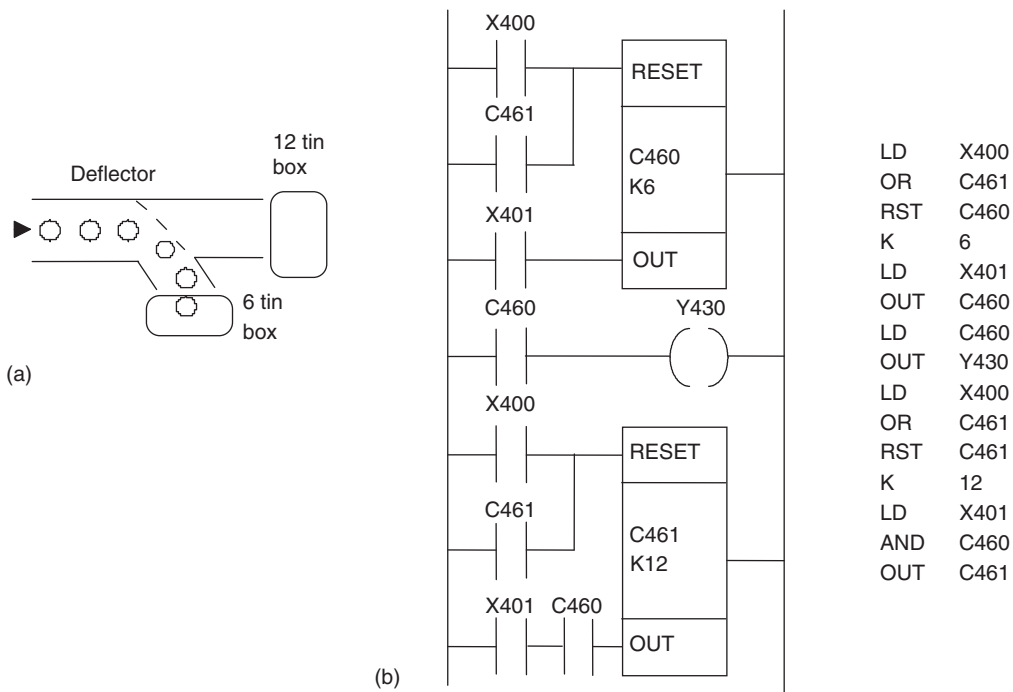 Deflector
12 tin
box
6 tin
box
(a)
X400
RESET
C461
C460
K6
X401
OUT
C460
Y430
X400
RESET
C461
C461
K12
X401 C460
OUT
(b)
LD X400
OR C461
RST C460
K 6
LD X401
OUT C460
LD C460
OUT Y430
LD X400
OR C461
RST C461
K 12
LD X401
AND C460
OUT C461